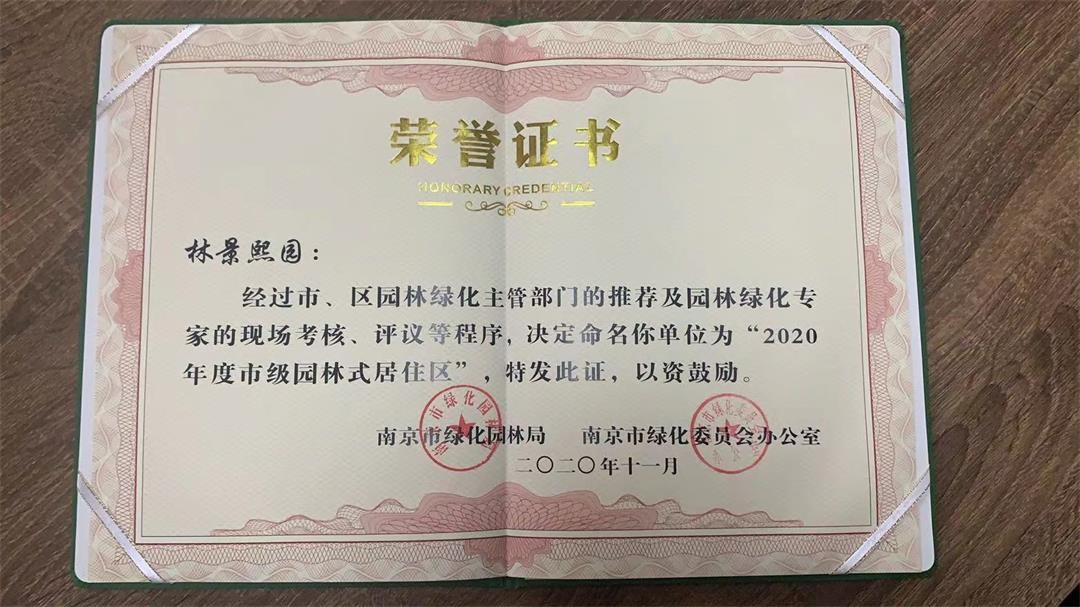 荣誉证书
HONORARY CREDENTIAL
林景熙园：
经过市、区园林绿化主管部门的推荐及园林绿化专
家的现场考核、评议等程序，决定命名你单位为“2020
年度市级园林式居住区”，特发此证，以资鼓励。
南京市绿化园林局 南京市绿化委员会办公室
二〇二〇年十一月